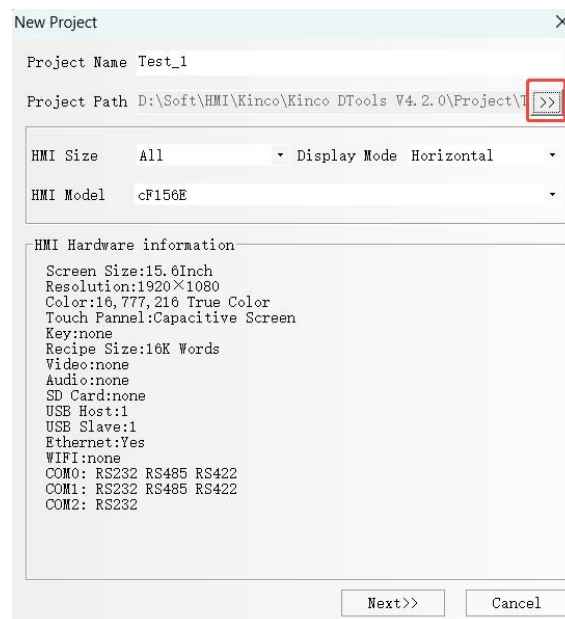 New Project
Project Name Test_1
Project Path D:\Soft\HMI\Kinco\Kinco DTools V4.2.0\Project\T >>
HMI Size All Display Mode Horizontal
HMI Model cF156E
HMI Hardware information
Screen Size:15.6Inch
Resolution:1920×1080
Color:16,777,216 True Color
Touch Pannel:Capacitive Screen
Key:none
Recipe Size:16K Words
Video:none
Audio:none
SD Card:none
USB Host:1
USB Slave:1
Ethernet:Yes
WIFI:none
COM0: RS232 RS485 RS422
COM1: RS232 RS485 RS422
COM2: RS232
Next>> Cancel